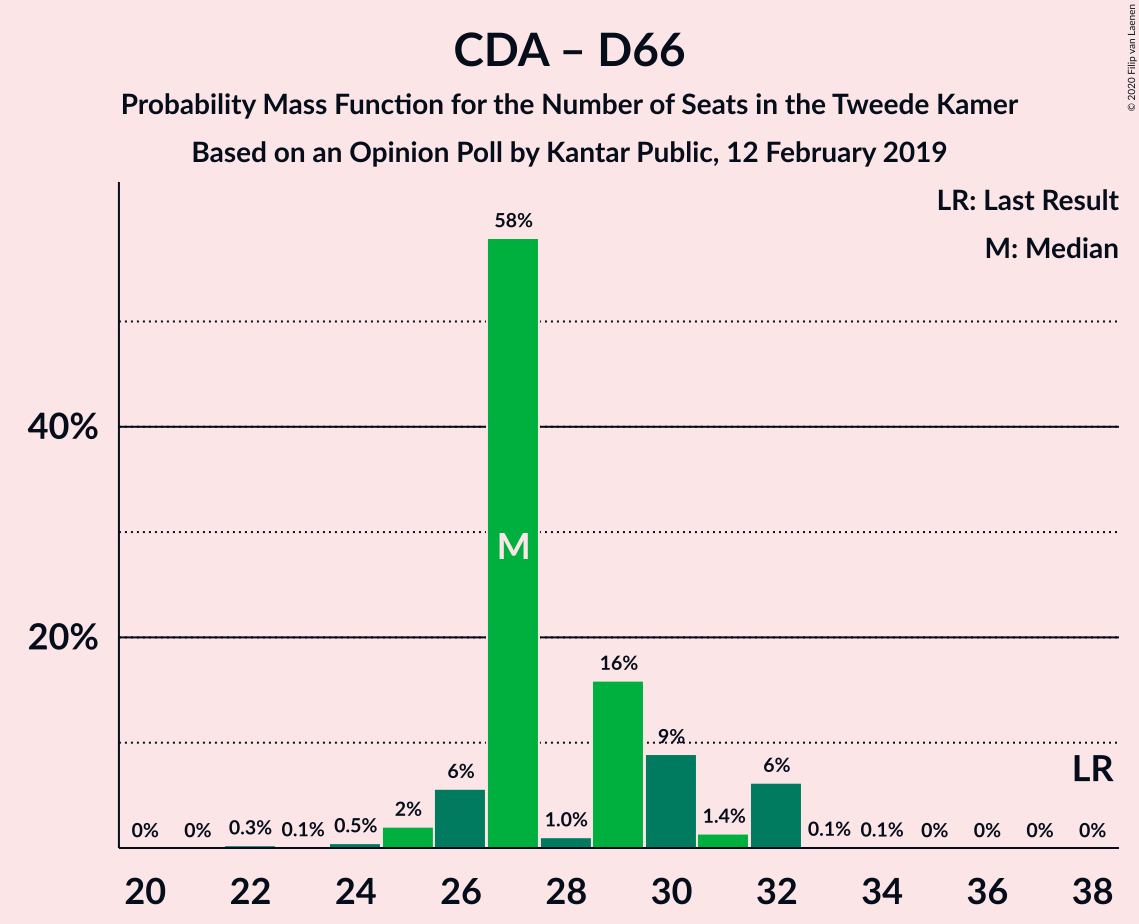 CDA – D66
Probability Mass Function for the Number of Seats in the Tweede Kamer
Based on an Opinion Poll by Kantar Public, 12 February 2019
© 2020 Filip van Laenen
LR: Last Result
M: Median
58%
40%
M
20%
16%
9%
LR
6%
6%
2%
1.4%
1.0%
0.5%
0.3%
0.1%
0.1%
0.1%
0%
0%
0%
0%
0%
0%
20 22 24 26 28 30 32 34 36 38